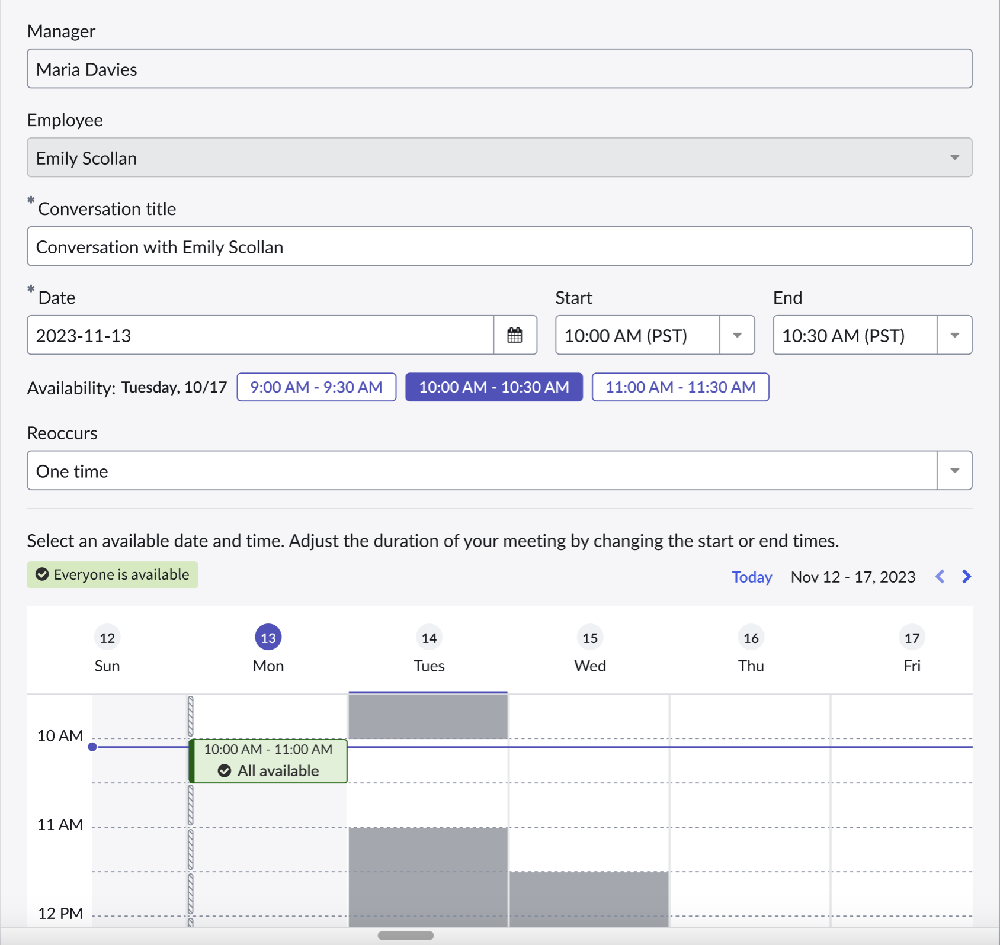 Manager
Maria Davies
Employee
Emily Scollan
* Conversation title
Conversation with Emily Scollan
* Date Start End
2023-11-13 10:00 AM (PST) 10:30 AM (PST)
Availability: Tuesday, 10/17 9:00 AM - 9:30 AM 10:00 AM - 10:30 AM 11:00 AM - 11:30 AM
Reoccurs
One time
Select an available date and time. Adjust the duration of your meeting by changing the start or end times.
Everyone is available Today Nov 12 - 17, 2023
12 13 14 15 16 17
Sun Mon Tues Wed Thu Fri
10 AM
10:00 AM - 11:00 AM
All available
11 AM
12 PM